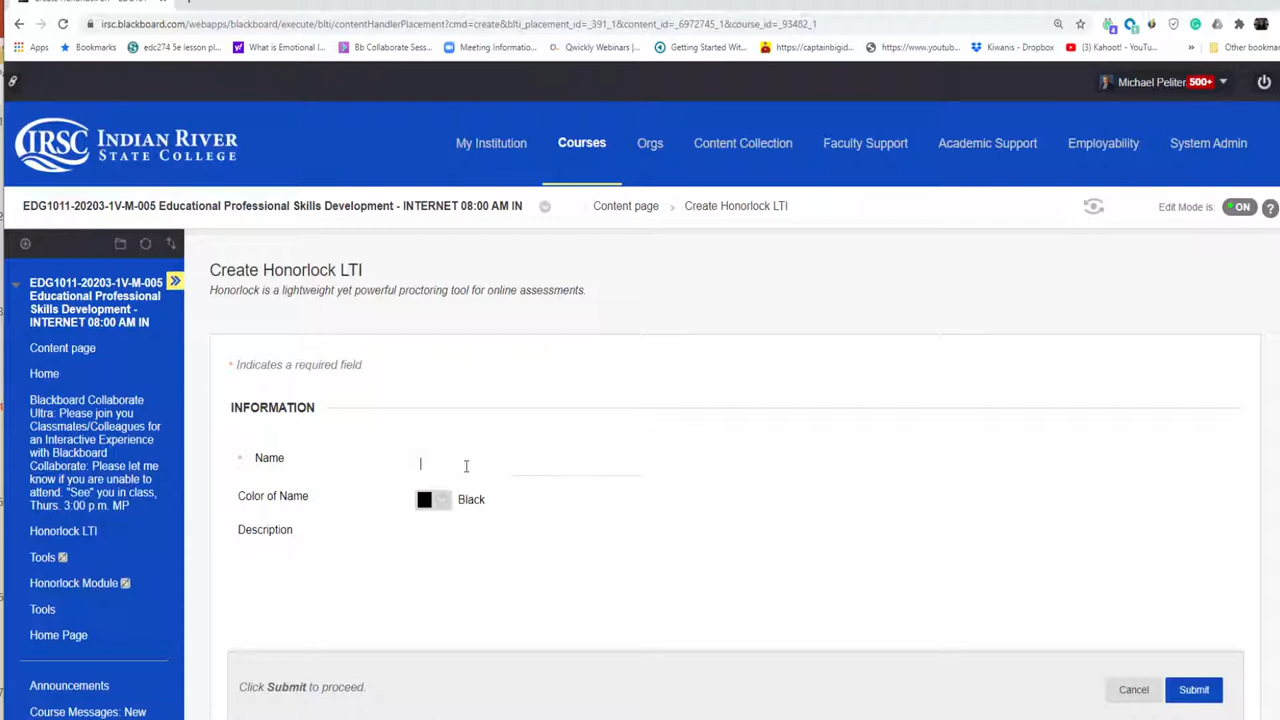 irsc.blackboard.com/webapps/blackboard/execute/blti/contentHandlerPlacement?cmd=create&blti_placement_id=_391_1&content_id=_6972745_1&course_id=_93482_1
Apps Bookmarks edc274 5e lesson pl... What is Emotional I... Bb Collaborate Sess... Meeting Informatio... Qwickly Webinars |... Getting Started Wit... https://captainbigid... https://www.youtub... Kiwanis - Dropbox (3) Kahoot! - YouTu... » Other bookmar
Michael Peliter 500+
IRSC INDIAN RIVER
STATE COLLEGE
My Institution Courses Orgs Content Collection Faculty Support Academic Support Employability System Admin
EDG1011-20203-1V-M-005 Educational Professional Skills Development - INTERNET 08:00 AM IN Content page > Create Honorlock LTI Edit Mode is: ON ?
EDG1011-20203-1V-M-005
Educational Professional
Skills Development -
INTERNET 08:00 AM IN
Content page
Home
Blackboard Collaborate
Ultra: Please join you
Classmates/Colleagues for
an Interactive Experience
with Blackboard
Collaborate: Please let me
know if you are unable to
attend. "See" you in class,
Thurs. 3:00 p.m. MP
Honorlock LTI
Tools
Honorlock Module
Tools
Home Page
Announcements
Course Messages: New
Create Honorlock LTI
Honorlock is a lightweight yet powerful proctoring tool for online assessments.
* Indicates a required field
INFORMATION
* Name
Color of Name Black
Description
Click Submit to proceed. Cancel Submit